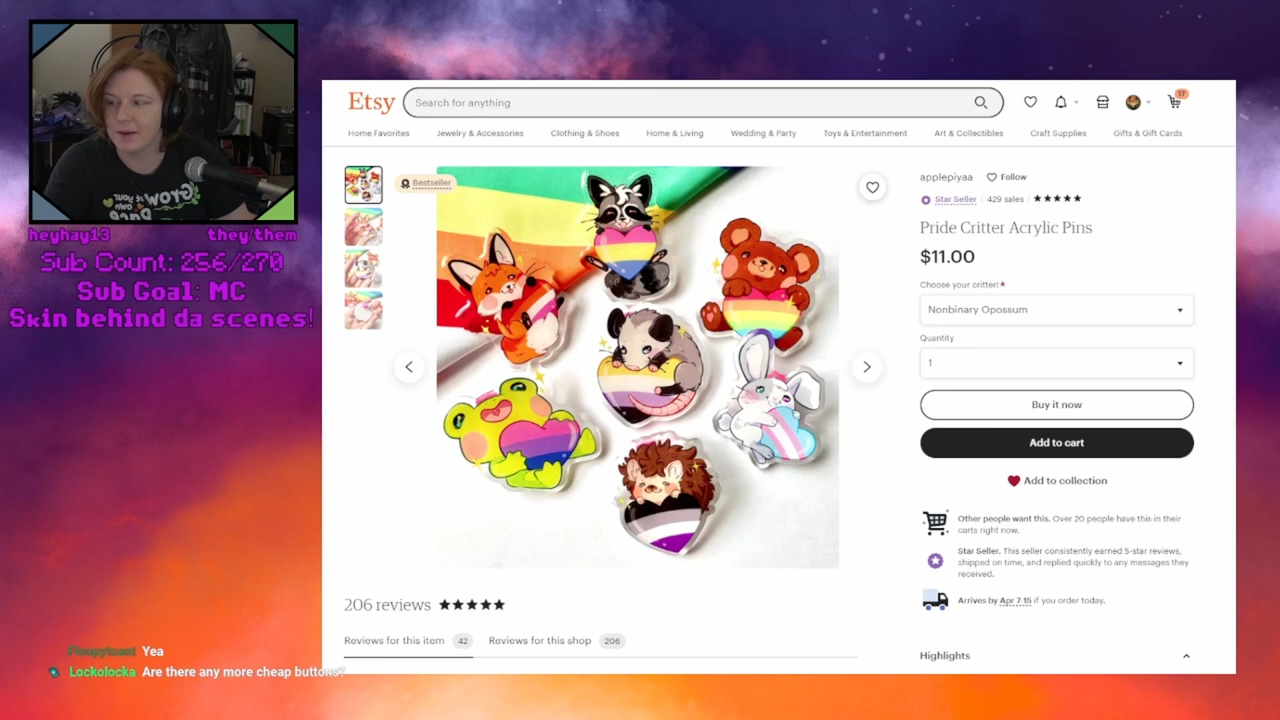 heyhay13
they/them
Sub Count: 256/270
Sub Goal: MC
Skin behind da scenes!
Etsy
Search for anything
17
Home Favorites
Jewelry & Accessories
Clothing & Shoes
Home & Living
Wedding & Party
Toys & Entertainment
Art & Collectibles
Craft Supplies
Gifts & Gift Cards
Bestseller
applepiyaa
Follow
Star Seller
429 sales
Pride Critter Acrylic Pins
$11.00
Choose your critter! *
Nonbinary Opossum
Quantity
1
Buy it now
Add to cart
Add to collection
Other people want this. Over 20 people have this in their
carts right now.
Star Seller. This seller consistently earned 5-star reviews,
shipped on time, and replied quickly to any messages they
received.
Arrives by Apr 7-15 if you order today.
Highlights
206 reviews
Reviews for this item 42
Reviews for this shop 206
Yea
Lockolocka Are there any more cheap buttons?